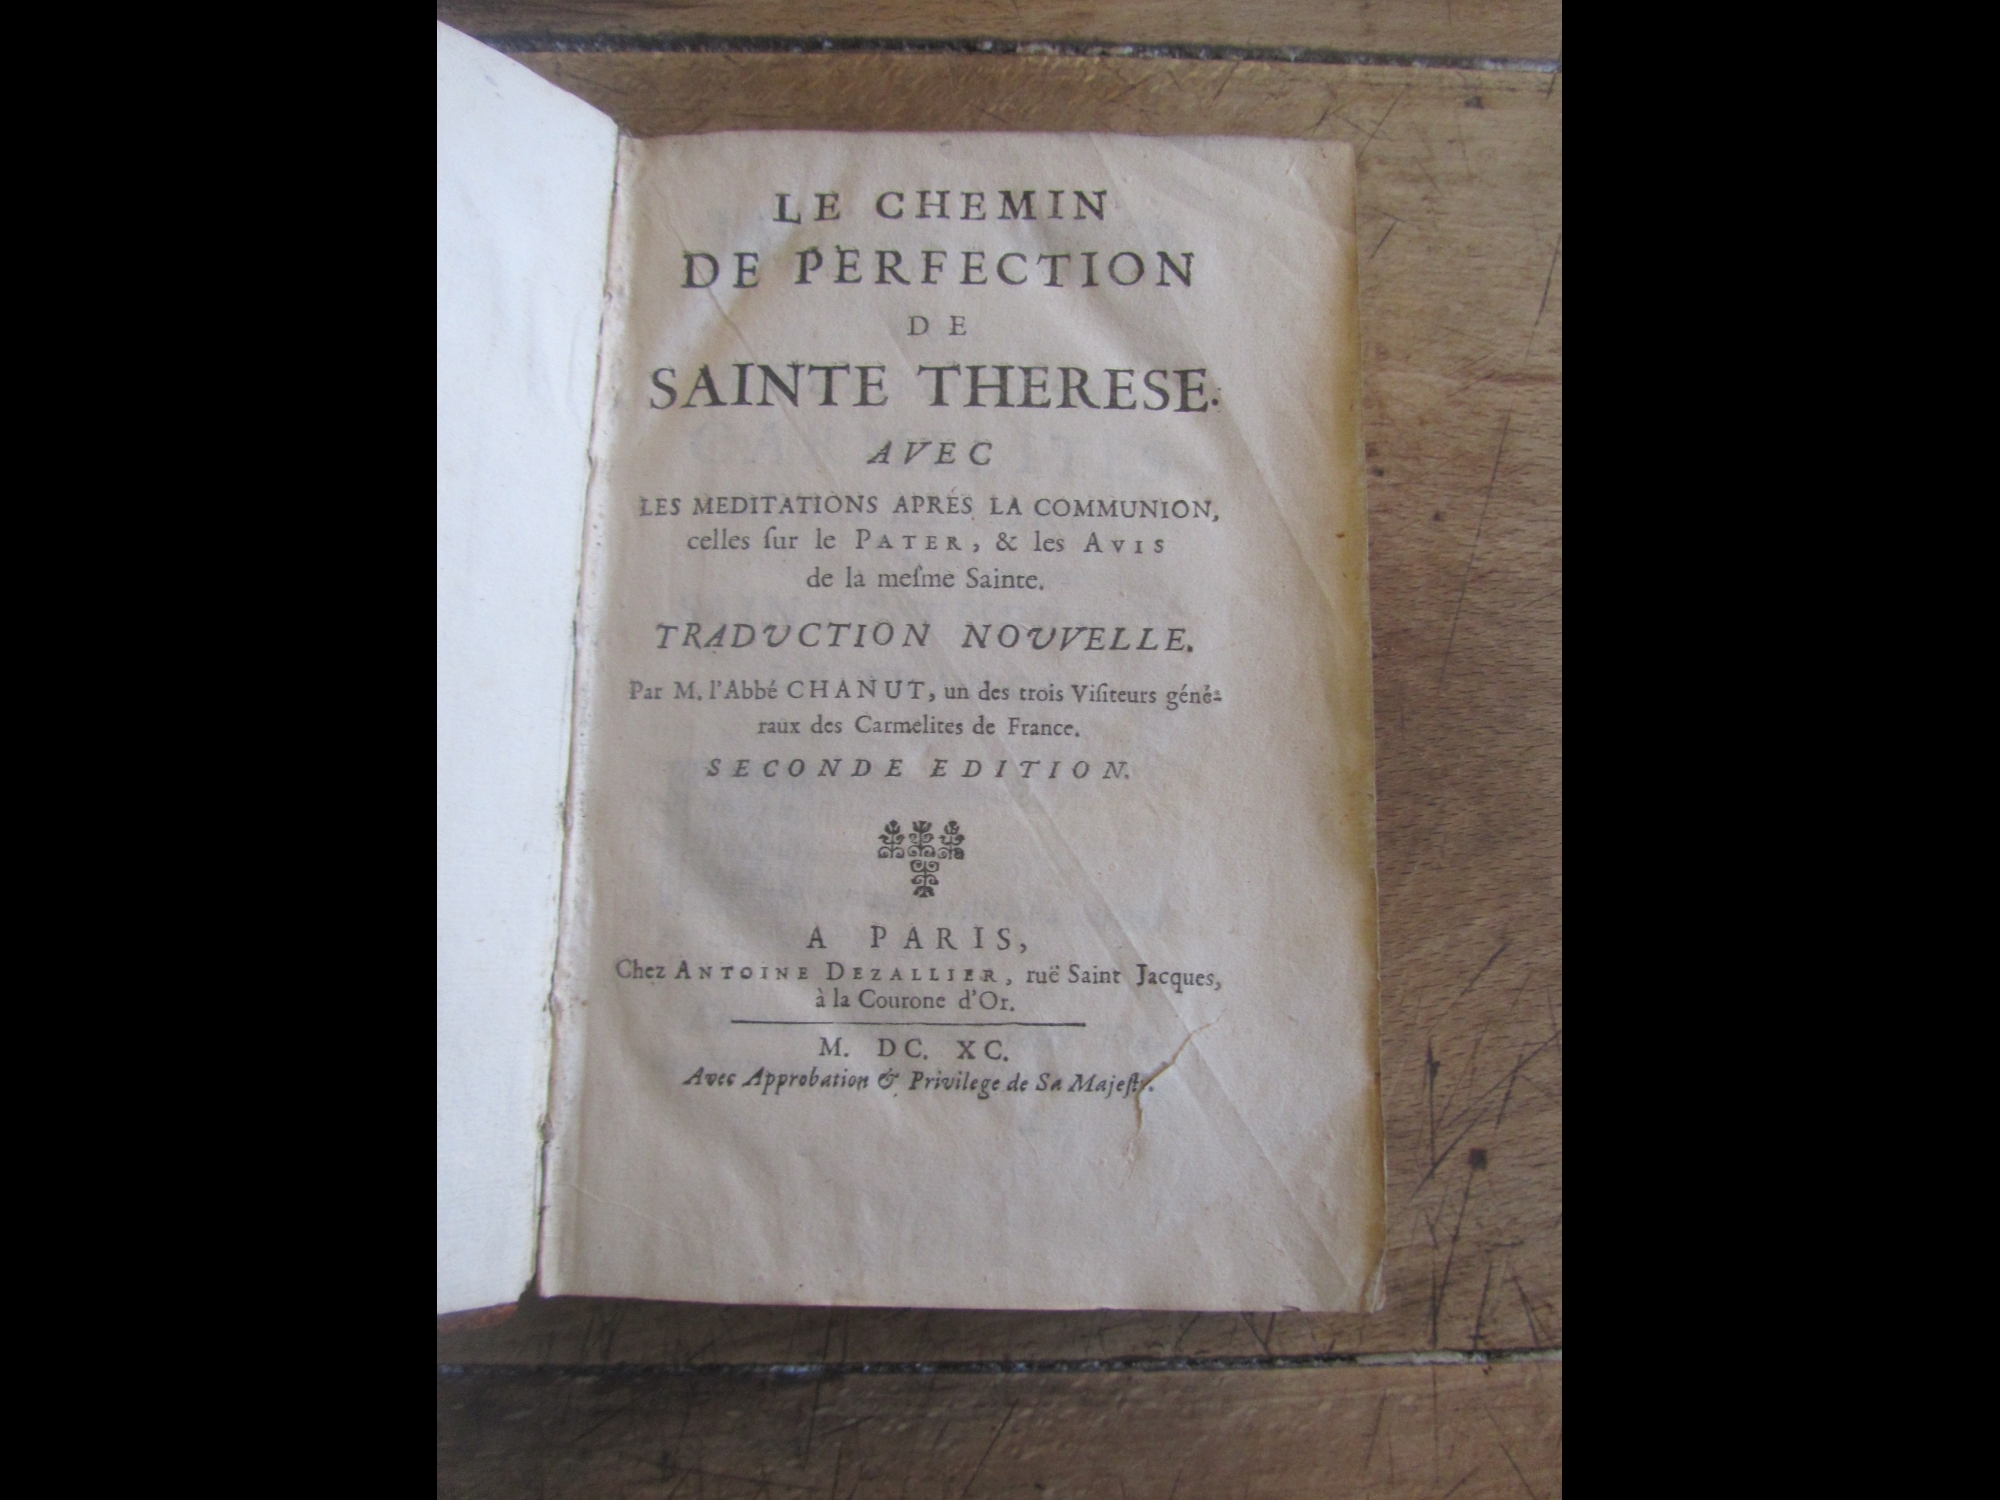 LE CHEMIN
DE PERFECTION
DE
SAINTE THERESE.
AVEC
LES MEDITATIONS APRÉS LA COMMUNION,
celles ſur le PATER, & les AVIS
de la meſme Sainte.
TRADUCTION NOUVELLE.
Par M. l'Abbé CHANUT, un des trois Viſiteurs géné-
raux des Carmelites de France.
SECONDE EDITION.
A PARIS,
Chez ANTOINE DEZALLIER, ruë Saint Jacques,
à la Courone d'Or.
M. DC. XC.
Avec Approbation & Privilege de Sa Majeſté.